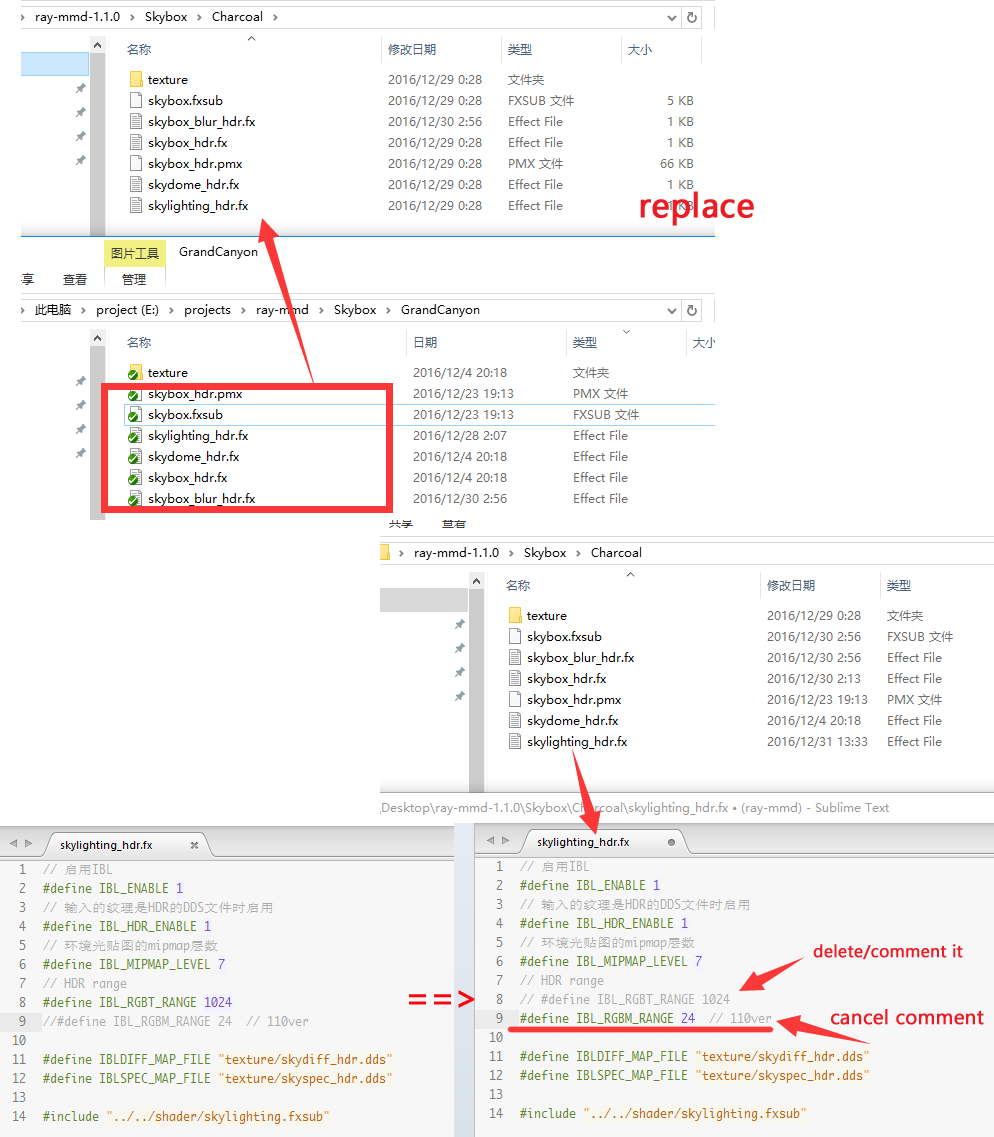 ray-mmd-1.1.0 > Skybox > Charcoal >
名称 修改日期 类型 大小
texture 2016/12/29 0:28 文件夹
skybox.fxsub 2016/12/29 0:28 FXSUB 文件 5 KB
skybox_blur_hdr.fx 2016/12/30 2:56 Effect File 1 KB
skybox_hdr.fx 2016/12/29 0:28 Effect File 1 KB
skybox_hdr.pmx 2016/12/29 0:28 PMX 文件 66 KB
skydome_hdr.fx 2016/12/29 0:28 Effect File 1 KB
skylighting_hdr.fx 2016/12/29 0:28 Effect File 1 KB
replace
图片工具 GrandCanyon
享 查看 管理
此电脑 > project (E:) > projects > ray-mmd > Skybox > GrandCanyon
名称 日期 类型 大小
texture 2016/12/4 20:18 文件夹
skybox_hdr.pmx 2016/12/23 19:13 PMX 文件
skybox.fxsub 2016/12/23 19:13 FXSUB 文件
skylighting_hdr.fx 2016/12/28 2:07 Effect File
skydome_hdr.fx 2016/12/4 20:18 Effect File
skybox_hdr.fx 2016/12/4 20:18 Effect File
skybox_blur_hdr.fx 2016/12/30 2:56 Effect File
共享 查看
ray-mmd-1.1.0 > Skybox > Charcoal
名称 修改日期 类型
texture 2016/12/29 0:28 文件夹
skybox.fxsub 2016/12/30 2:56 FXSUB 文件
skybox_blur_hdr.fx 2016/12/30 2:56 Effect File
skybox_hdr.fx 2016/12/30 2:13 Effect File
skybox_hdr.pmx 2016/12/23 19:13 PMX 文件
skydome_hdr.fx 2016/12/4 20:18 Effect File
skylighting_hdr.fx 2016/12/31 13:33 Effect File
Desktop\ray-mmd-1.1.0\Skybox\Charcoal\skylighting_hdr.fx • (ray-mmd) - Sublime Text
skylighting_hdr.fx
1 // 启用IBL
2 #define IBL_ENABLE 1
3 // 输入的纹理是HDR的DDS文件时启用
4 #define IBL_HDR_ENABLE 1
5 // 环境光贴图的mipmap层数
6 #define IBL_MIPMAP_LEVEL 7
7 // HDR range
8 #define IBL_RGBT_RANGE 1024
9 //#define IBL_RGBM_RANGE 24 // 110ver
10
11 #define IBLDIFF_MAP_FILE "texture/skydiff_hdr.dds"
12 #define IBLSPEC_MAP_FILE "texture/skyspec_hdr.dds"
13
14 #include "../../shader/skylighting.fxsub"
==>
skylighting_hdr.fx
1 // 启用IBL
2 #define IBL_ENABLE 1
3 // 输入的纹理是HDR的DDS文件时启用
4 #define IBL_HDR_ENABLE 1
5 // 环境光贴图的mipmap层数
6 #define IBL_MIPMAP_LEVEL 7
7 // HDR range
8 // #define IBL_RGBT_RANGE 1024
9 #define IBL_RGBM_RANGE 24 // 110ver
10
11 #define IBLDIFF_MAP_FILE "texture/skydiff_hdr.dds"
12 #define IBLSPEC_MAP_FILE "texture/skyspec_hdr.dds"
13
14 #include "../../shader/skylighting.fxsub"
delete/comment it
cancel comment